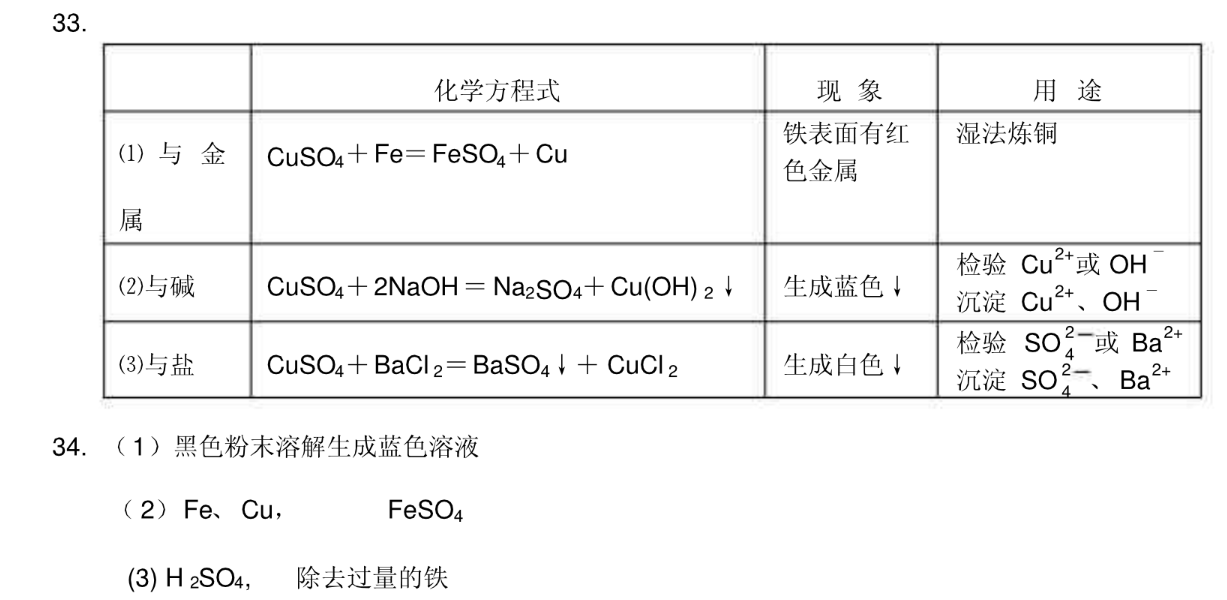 33.
化学方程式 现 象 用 途
⑴ 与 金属 CuSO₄＋Fe＝FeSO₄＋Cu 铁表面有红色金属 湿法炼铜
⑵与碱 CuSO₄＋2NaOH＝Na₂SO₄＋Cu(OH)₂↓ 生成蓝色↓ 检验 Cu²⁺或 OH⁻ 沉淀 Cu²⁺、OH⁻
⑶与盐 CuSO₄＋BaCl₂＝BaSO₄↓＋CuCl₂ 生成白色↓ 检验 SO₄²⁻或 Ba²⁺ 沉淀 SO₄²⁻、Ba²⁺
34. （1）黑色粉末溶解生成蓝色溶液
（2）Fe、Cu， FeSO₄
(3) H₂SO₄, 除去过量的铁